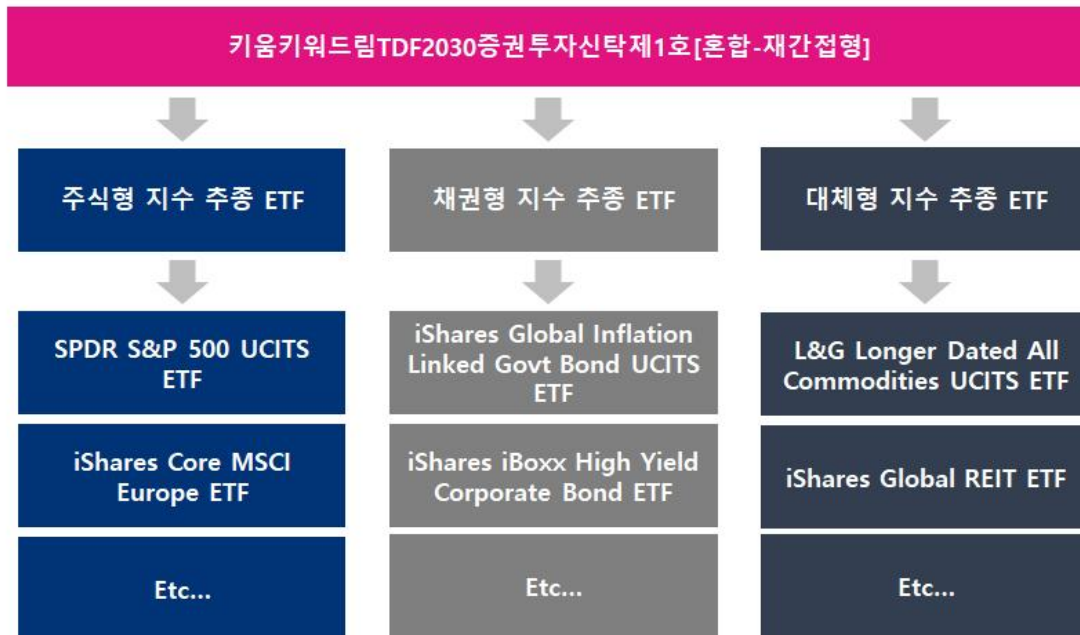 키움키워드림TDF2030증권투자신탁제1호[혼합-재간접형]
주식형 지수 추종 ETF
채권형 지수 추종 ETF
대체형 지수 추종 ETF
SPDR S&P 500 UCITS
ETF
iShares Global Inflation
Linked Govt Bond UCITS
ETF
L&G Longer Dated All
Commodities UCITS ETF
iShares Core MSCI
Europe ETF
iShares iBoxx High Yield
Corporate Bond ETF
iShares Global REIT ETF
Etc...
Etc...
Etc...